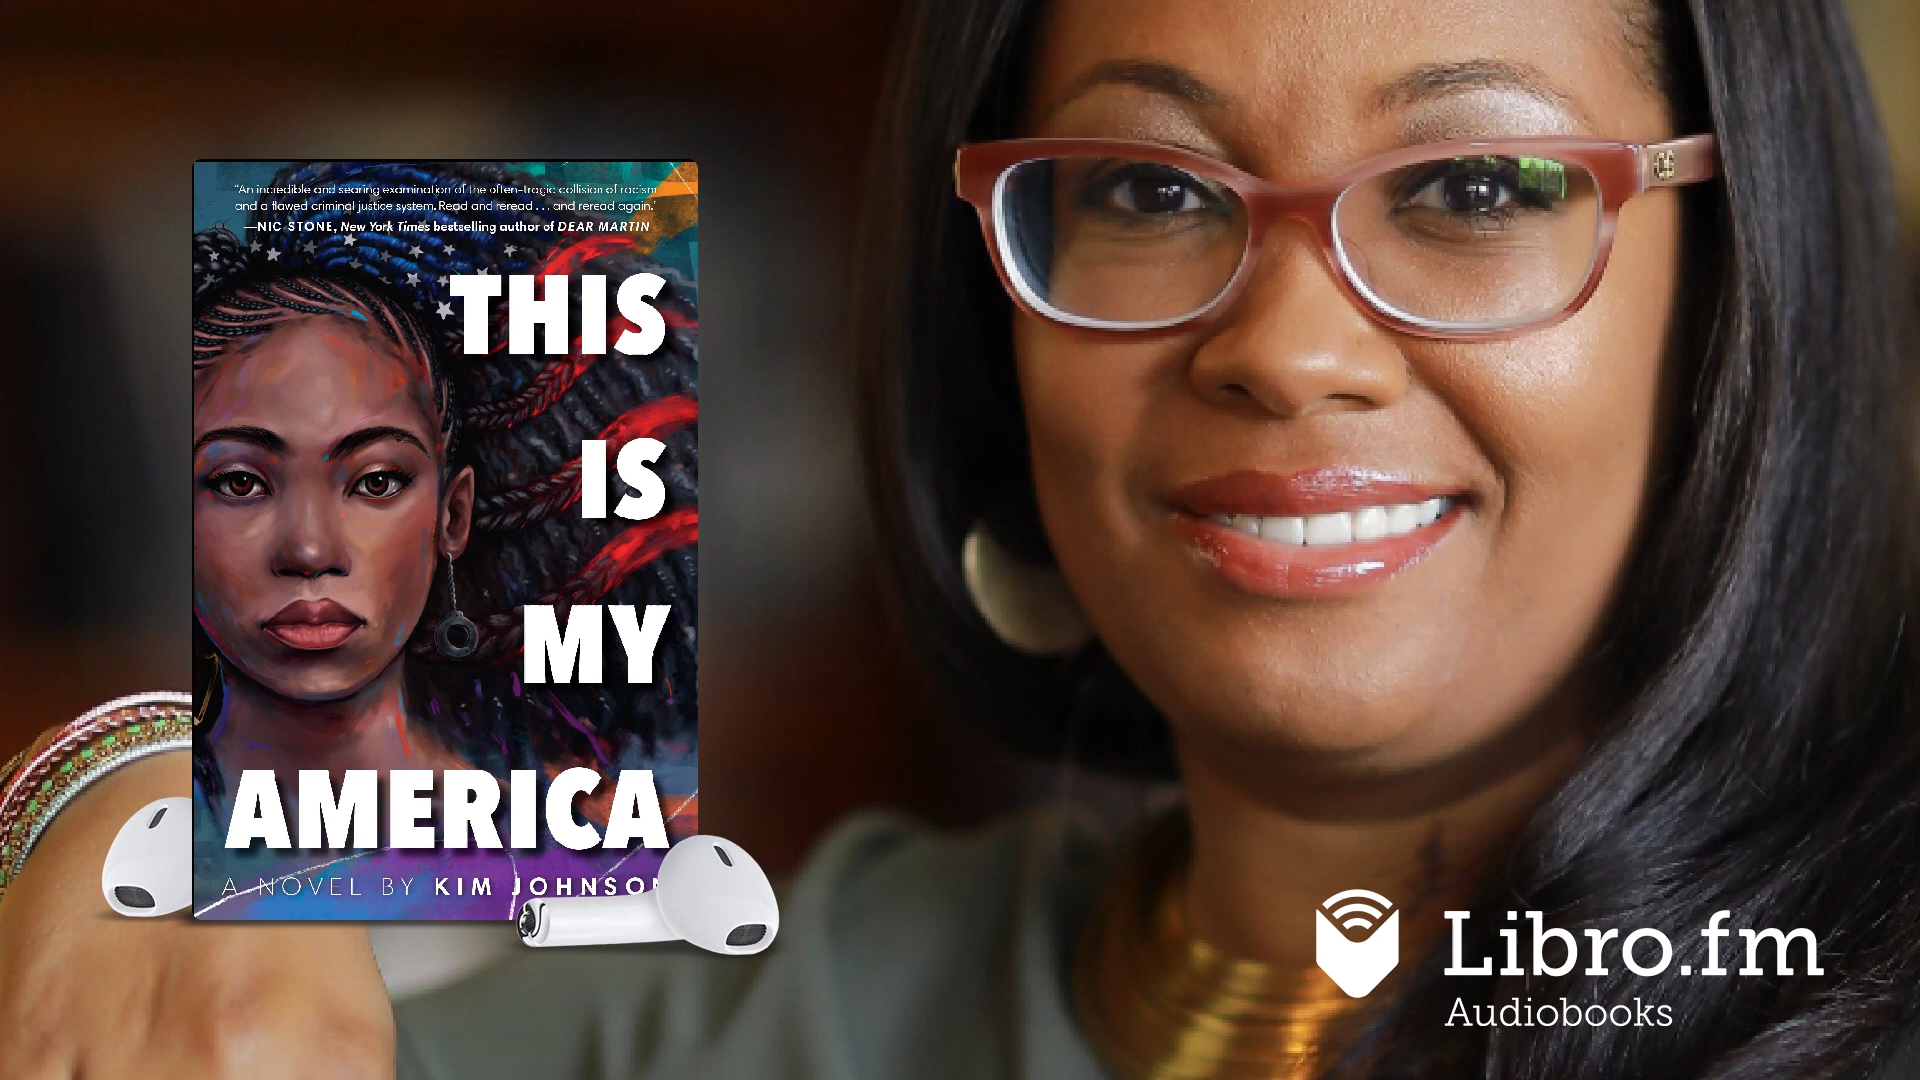 "An incredible and searing examination of the often-tragic collision of racism
and a flawed criminal justice system. Read and reread . . . and reread again."
—NIC STONE, New York Times bestselling author of DEAR MARTIN
THIS
IS
MY
AMERICA
A NOVEL BY KIM JOHNSON
Libro.fm
Audiobooks